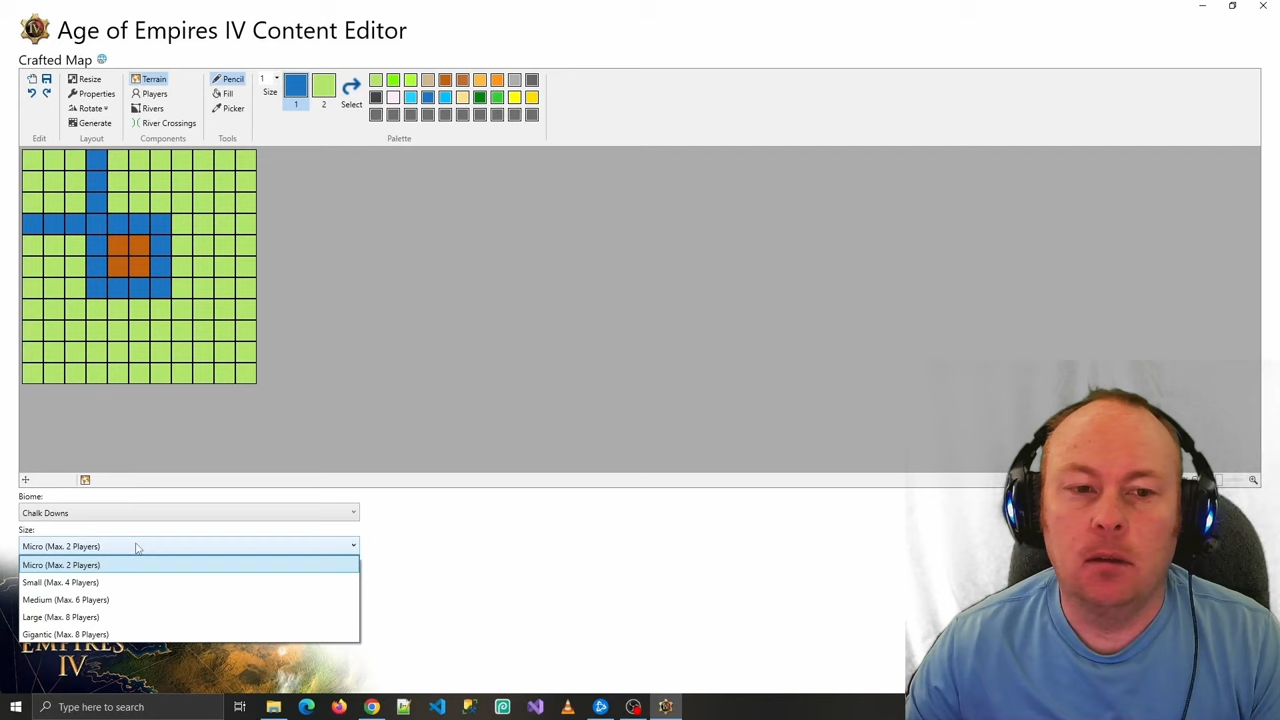 Age of Empires IV Content Editor
Crafted Map
Resize
Terrain
Pencil
1
Properties
Players
Fill
Size
1
2
Select
Rotate
Rivers
Picker
Generate
River Crossings
Edit
Layout
Components
Tools
Palette
Biome:
Chalk Downs
Size:
Micro (Max. 2 Players)
Micro (Max. 2 Players)
Small (Max. 4 Players)
Medium (Max. 6 Players)
Large (Max. 8 Players)
Gigantic (Max. 8 Players)
EMPIRES
IV
Type here to search